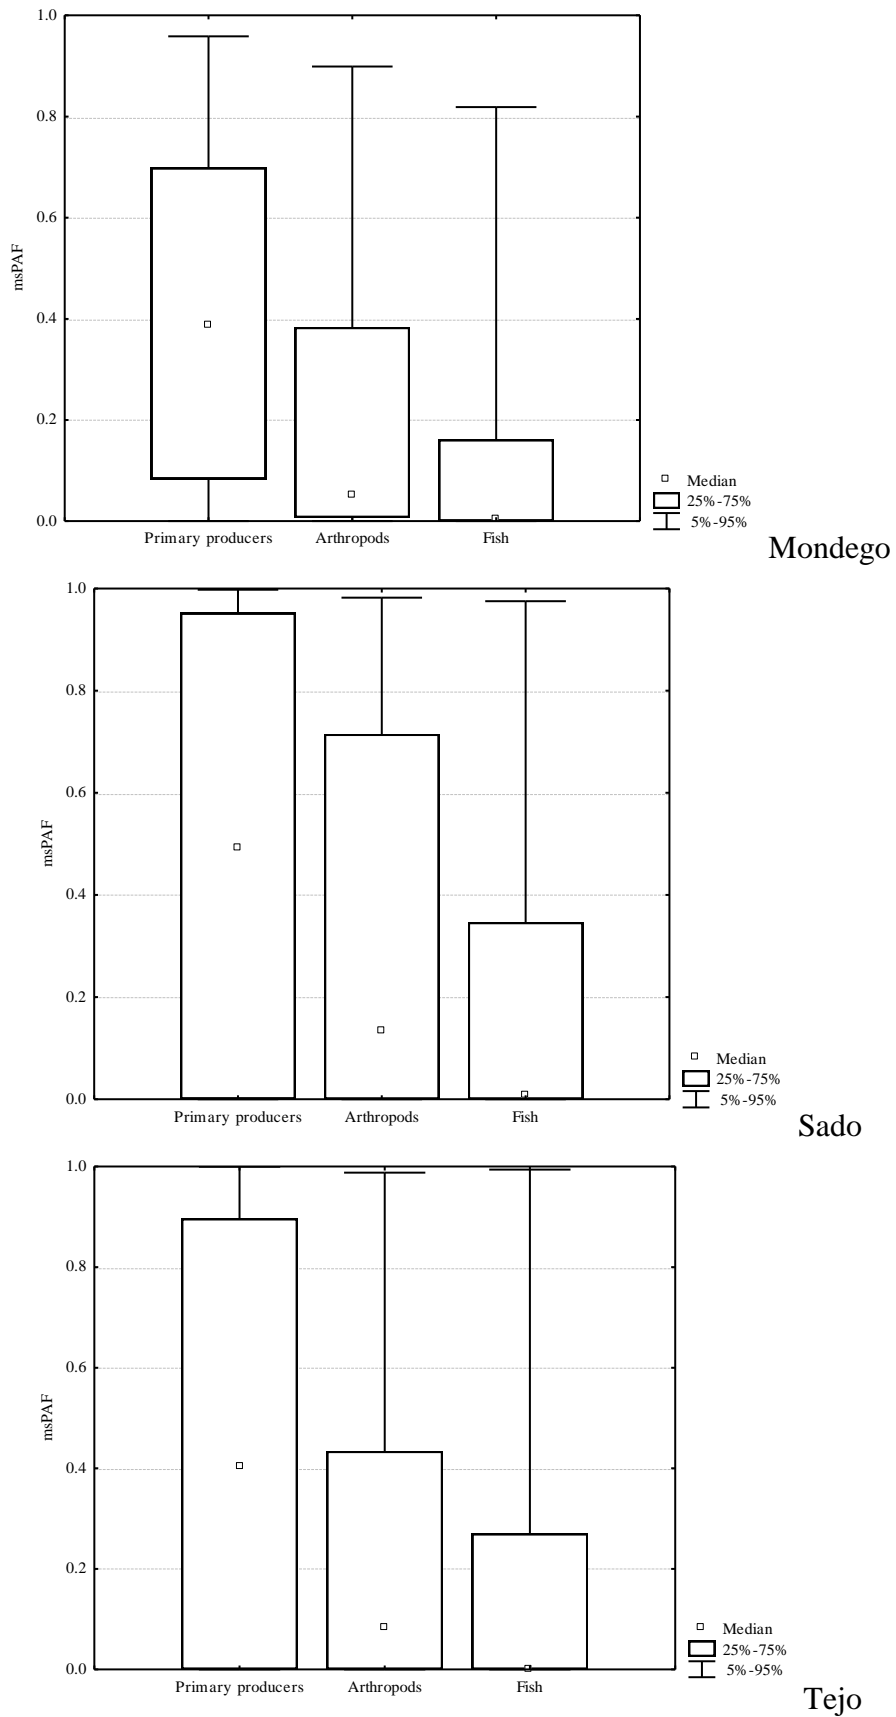 1.0
0.8
0.6
msPAF
0.4
0.2
0.0
Primary producers Arthropods Fish
Median
25%-75%
5%-95%
Mondego
1.0
0.8
0.6
msPAF
0.4
0.2
0.0
Primary producers Arthropods Fish
Median
25%-75%
5%-95%
Sado
1.0
0.8
0.6
msPAF
0.4
0.2
0.0
Primary producers Arthropods Fish
Median
25%-75%
5%-95%
Tejo